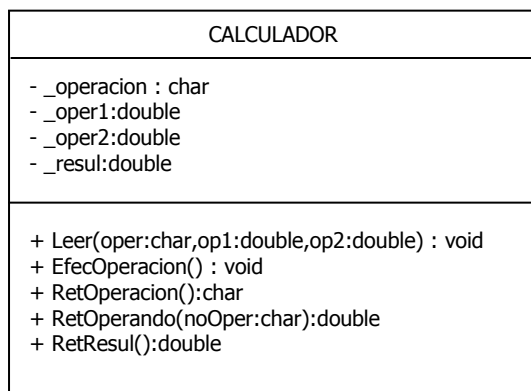 CALCULADOR
- _operacion : char
- _oper1:double
- _oper2:double
- _resul:double
+ Leer(oper:char,op1:double,op2:double) : void
+ EfecOperacion() : void
+ RetOperacion():char
+ RetOperando(noOper:char):double
+ RetResul():double